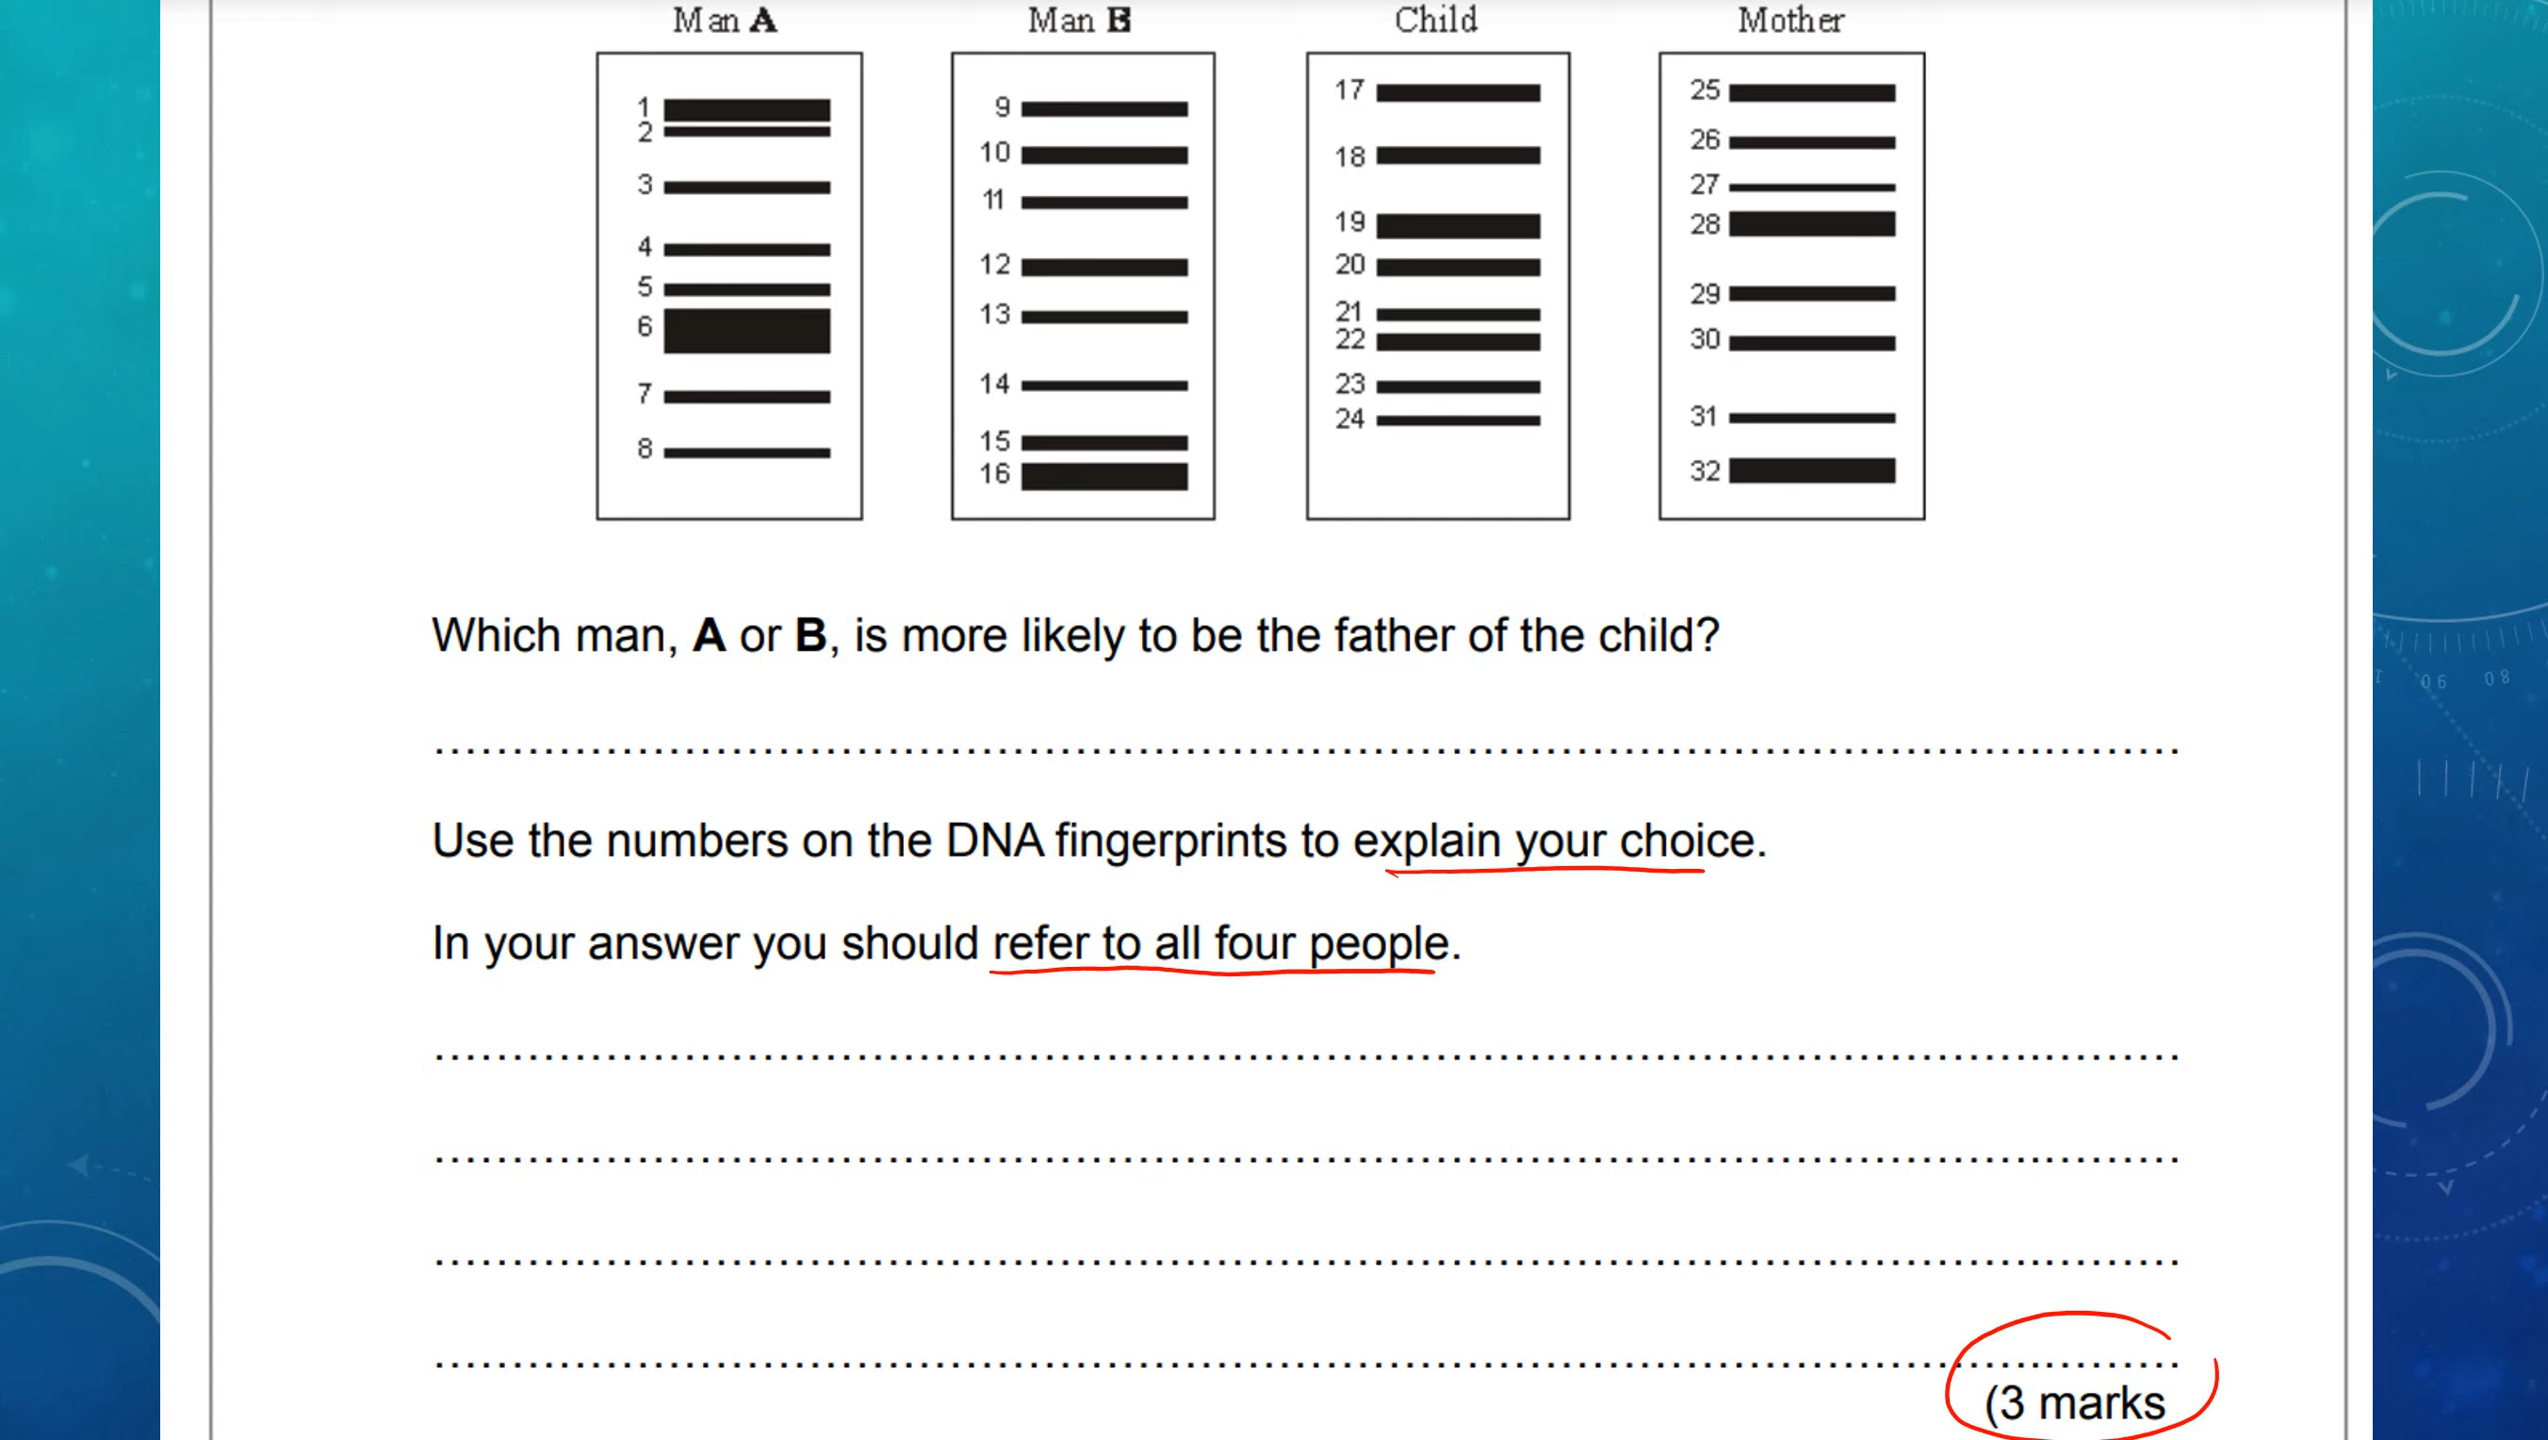 Man A Man B Child Mother
1 9 17 25
2 10 18 26
3 11 19 27
4 12 20 28
5 13 21 29
6 14 22 30
7 15 23 31
8 16 24 32
Which man, A or B, is more likely to be the father of the child?
Use the numbers on the DNA fingerprints to explain your choice.
In your answer you should refer to all four people.
(3 marks
06 08